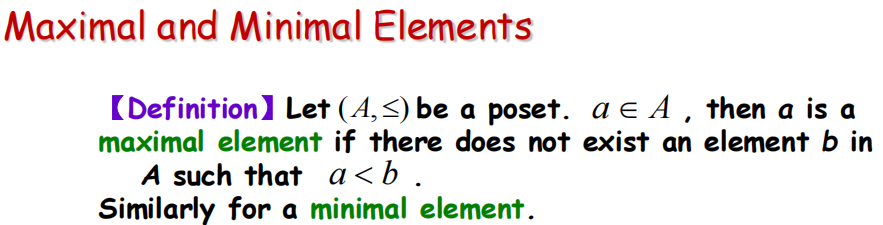 Maximal and Minimal Elements
【Definition】Let (A,≤) be a poset. a ∈ A , then a is a
maximal element if there does not exist an element b in
A such that a < b .
Similarly for a minimal element.